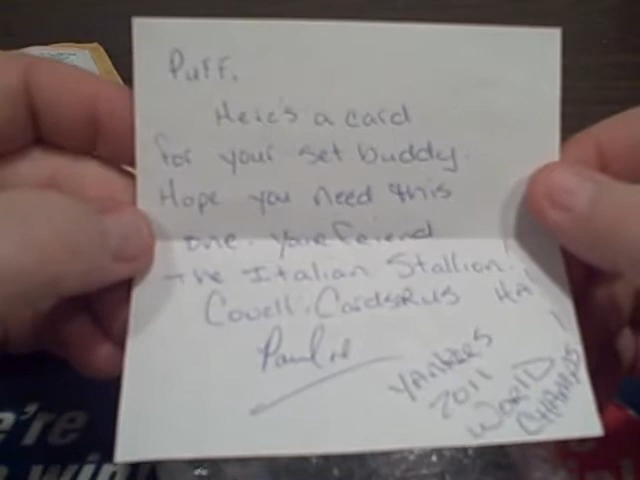 Puff,
Here's a card
for your set buddy.
Hope you need this
one. Your friend
The Italian Stallion.
Covell.CardsRus HA!
Paul
YANKEES
2011
WORLD
CHAMPS!
e're